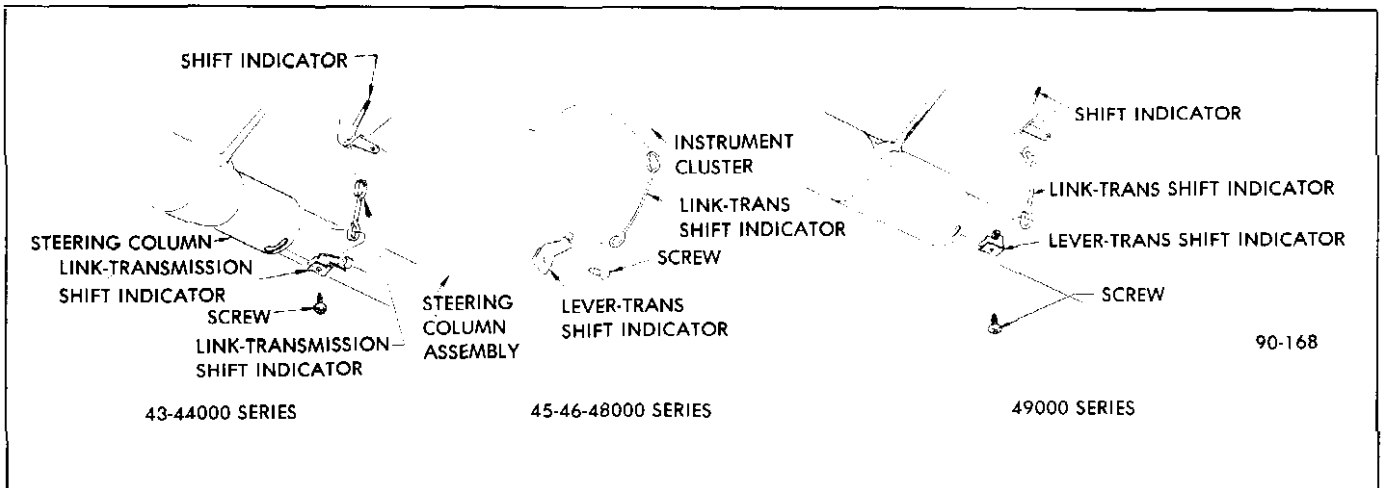 SHIFT INDICATOR
STEERING COLUMN
LINK-TRANSMISSION
SHIFT INDICATOR
SCREW
LINK-TRANSMISSION
SHIFT INDICATOR
43-44000 SERIES
INSTRUMENT
CLUSTER
LINK-TRANS
SHIFT INDICATOR
SCREW
STEERING
COLUMN
ASSEMBLY
LEVER-TRANS
SHIFT INDICATOR
45-46-48000 SERIES
SHIFT INDICATOR
LINK-TRANS SHIFT INDICATOR
LEVER-TRANS SHIFT INDICATOR
SCREW
90-168
49000 SERIES